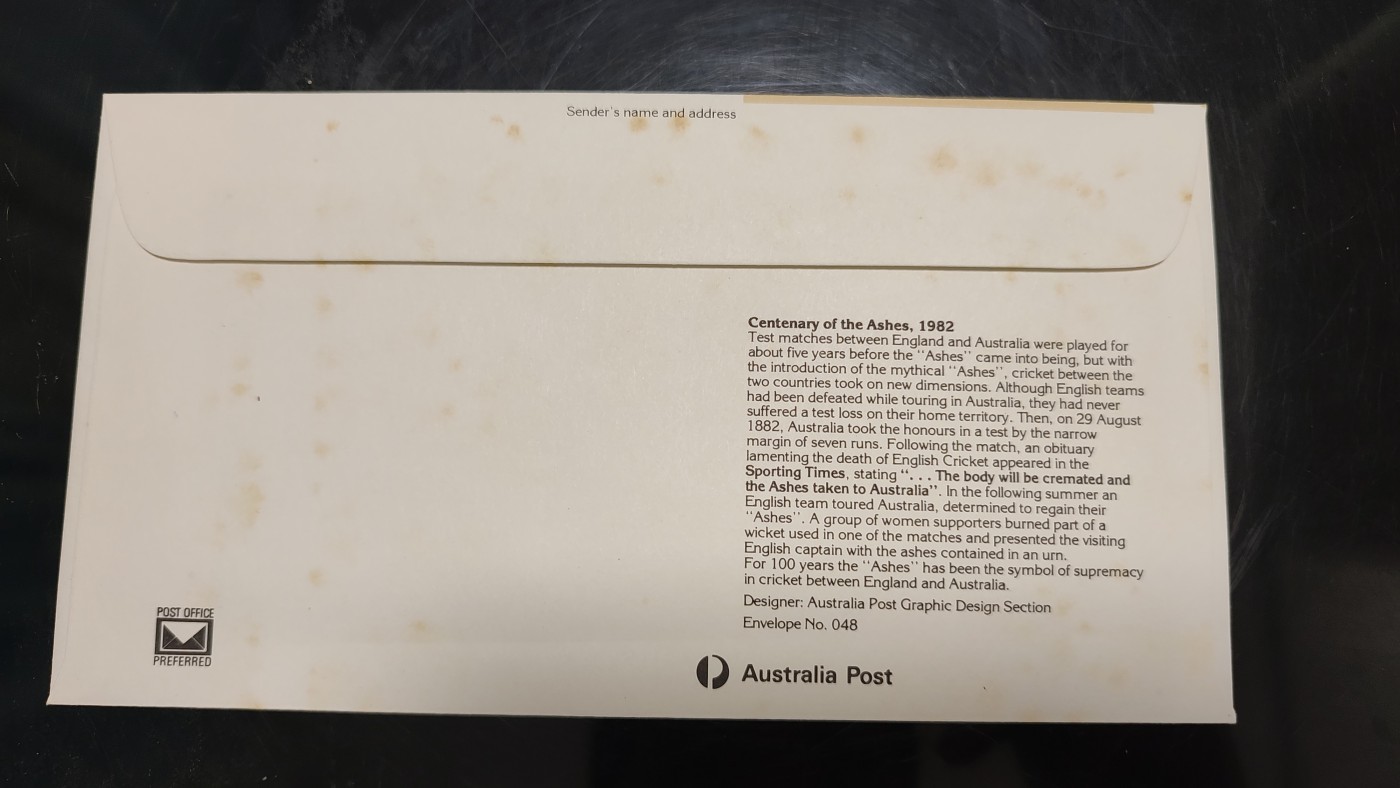 Sender's name and address
Centenary of the Ashes, 1982
Test matches between England and Australia were played for
about five years before the "Ashes" came into being, but with
the introduction of the mythical "Ashes", cricket between the
two countries took on new dimensions. Although English teams
had been defeated while touring in Australia, they had never
suffered a test loss on their home territory. Then, on 29 August
1882, Australia took the honours in a test by the narrow
margin of seven runs. Following the match, an obituary
lamenting the death of English Cricket appeared in the
Sporting Times, stating ". . . The body will be cremated and
the Ashes taken to Australia". In the following summer an
English team toured Australia, determined to regain their
"Ashes". A group of women supporters burned part of a
wicket used in one of the matches and presented the visiting
English captain with the ashes contained in an urn.
For 100 years the "Ashes" has been the symbol of supremacy
in cricket between England and Australia.
Designer: Australia Post Graphic Design Section
Envelope No. 048
POST OFFICE
PREFERRED
Australia Post